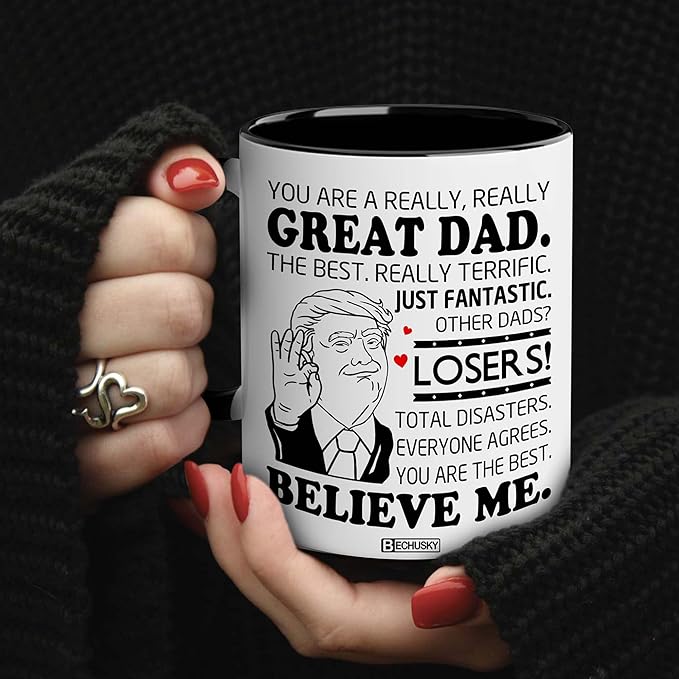 YOU ARE A REALLY, REALLY
GREAT DAD.
THE BEST. REALLY TERRIFIC.
JUST FANTASTIC.
OTHER DADS?
LOSERS!
TOTAL DISASTERS.
EVERYONE AGREES.
YOU ARE THE BEST.
BELIEVE ME.
BECHUSKY